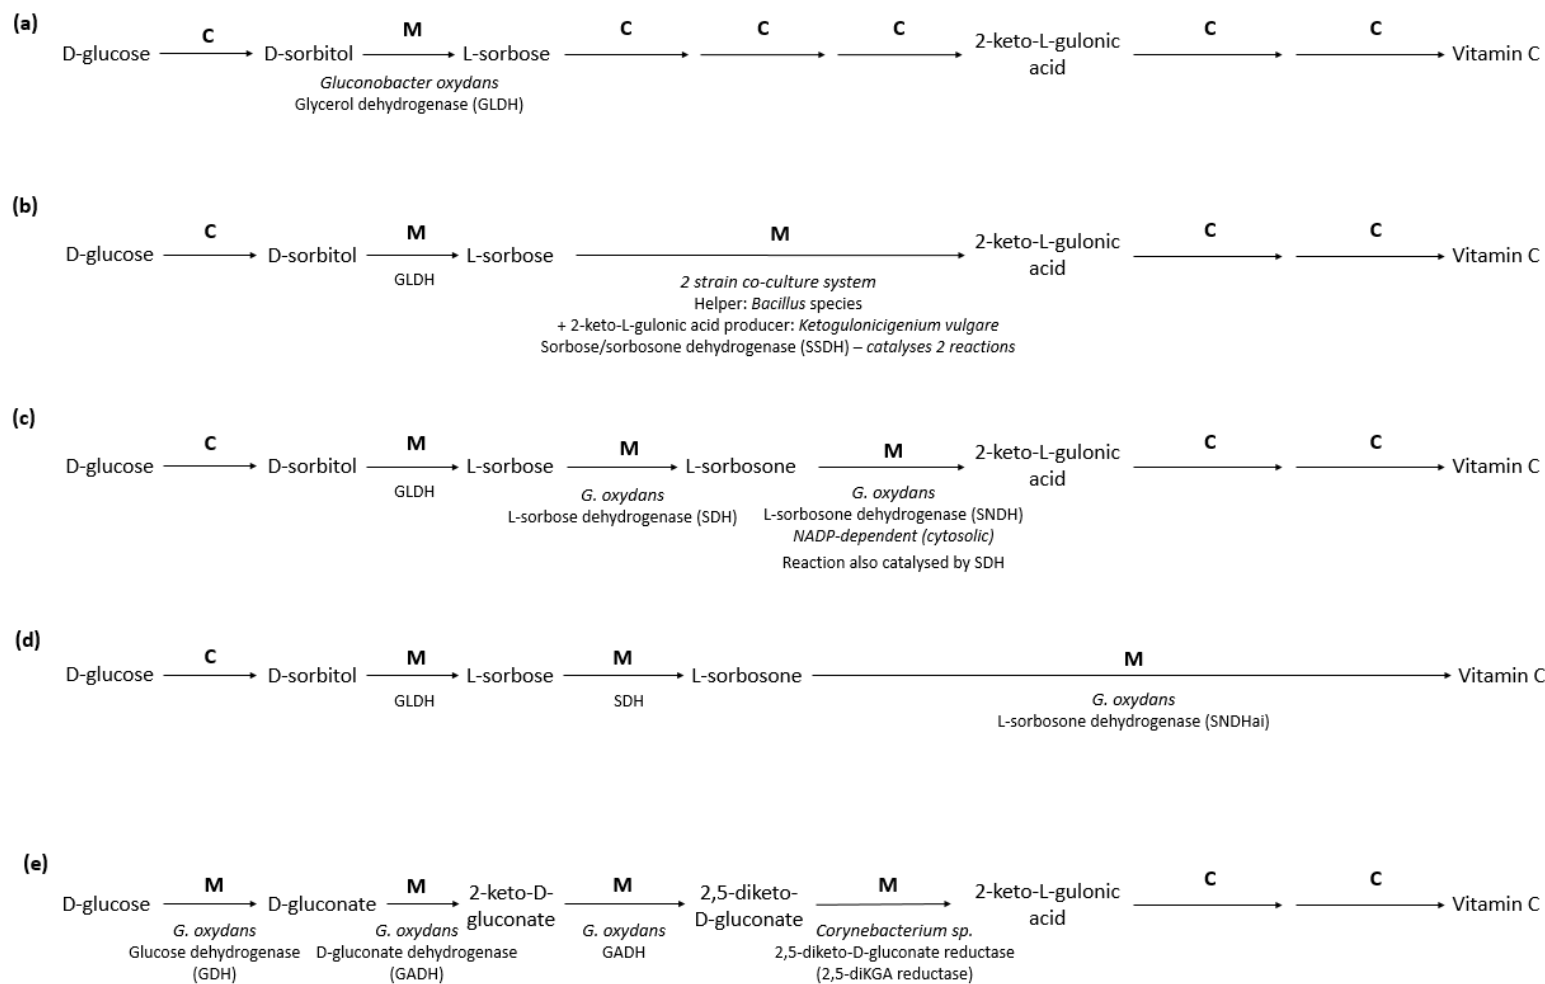 (a)
C M C C C C C
D-glucose D-sorbitol L-sorbose 2-keto-L-gulonic acid Vitamin C
Gluconobacter oxydans
Glycerol dehydrogenase (GLDH)
(b)
C M M C C
D-glucose D-sorbitol L-sorbose 2-keto-L-gulonic acid Vitamin C
GLDH
2 strain co-culture system
Helper: Bacillus species
+ 2-keto-L-gulonic acid producer: Ketogulonicigenium vulgare
Sorbose/sorbosone dehydrogenase (SSDH) – catalyses 2 reactions
(c)
C M M M C C
D-glucose D-sorbitol L-sorbose L-sorbosone 2-keto-L-gulonic acid Vitamin C
GLDH
G. oxydans
L-sorbose dehydrogenase (SDH)
G. oxydans
L-sorbosone dehydrogenase (SNDH)
NADP-dependent (cytosolic)
Reaction also catalysed by SDH
(d)
C M M M
D-glucose D-sorbitol L-sorbose L-sorbosone Vitamin C
GLDH
SDH
G. oxydans
L-sorbosone dehydrogenase (SNDHai)
(e)
M M M M C C
D-glucose D-gluconate 2-keto-D-gluconate 2,5-diketo-D-gluconate 2-keto-L-gulonic acid Vitamin C
G. oxydans
Glucose dehydrogenase
(GDH)
G. oxydans
D-gluconate dehydrogenase
(GADH)
G. oxydans
GADH
Corynebacterium sp.
2,5-diketo-D-gluconate reductase
(2,5-diKGA reductase)